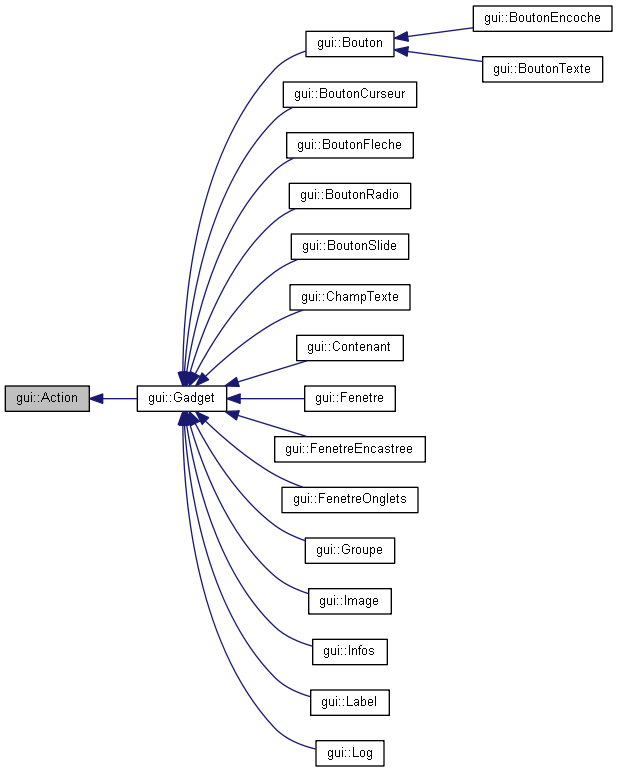 gui::BoutonEncoche
gui::Bouton
gui::BoutonTexte
gui::BoutonCurseur
gui::BoutonFleche
gui::BoutonRadio
gui::BoutonSlide
gui::ChampTexte
gui::Contenant
gui::Action
gui::Gadget
gui::Fenetre
gui::FenetreEncastree
gui::FenetreOnglets
gui::Groupe
gui::Image
gui::Infos
gui::Label
gui::Log